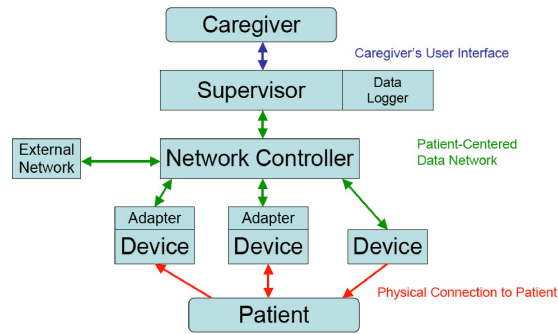 Caregiver
Caregiver's User Interface
Supervisor
Data
Logger
External
Network
Network Controller
Patient-Centered
Data Network
Adapter
Device
Adapter
Device
Device
Physical Connection to Patient
Patient